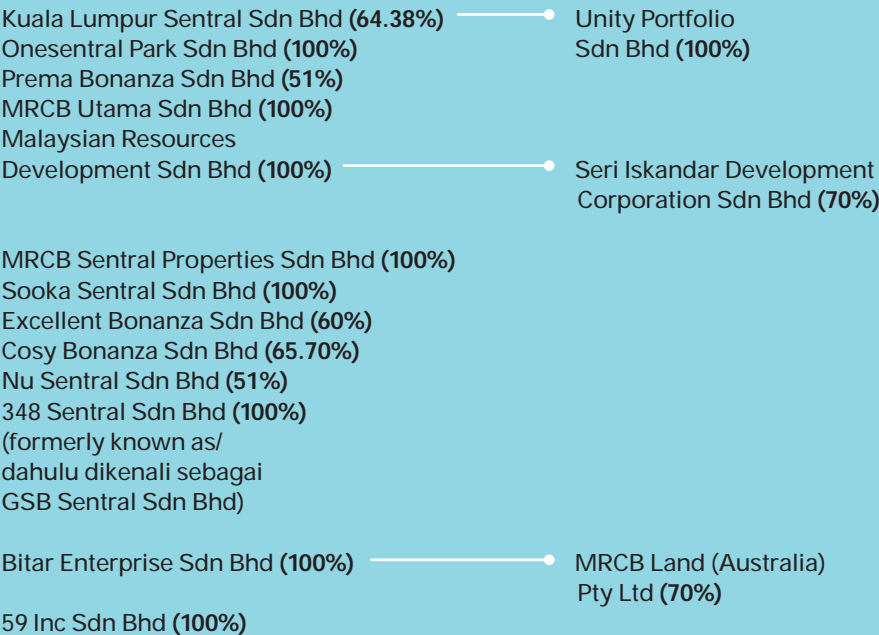 Kuala Lumpur Sentral Sdn Bhd (64.38%)
Unity Portfolio
Sdn Bhd (100%)
Onesentral Park Sdn Bhd (100%)
Prema Bonanza Sdn Bhd (51%)
MRCB Utama Sdn Bhd (100%)
Malaysian Resources
Development Sdn Bhd (100%)
Seri Iskandar Development
Corporation Sdn Bhd (70%)
MRCB Sentral Properties Sdn Bhd (100%)
Sooka Sentral Sdn Bhd (100%)
Excellent Bonanza Sdn Bhd (60%)
Cosy Bonanza Sdn Bhd (65.70%)
Nu Sentral Sdn Bhd (51%)
348 Sentral Sdn Bhd (100%)
(formerly known as/
dahulu dikenali sebagai
GSB Sentral Sdn Bhd)
Bitar Enterprise Sdn Bhd (100%)
MRCB Land (Australia)
Pty Ltd (70%)
59 Inc Sdn Bhd (100%)